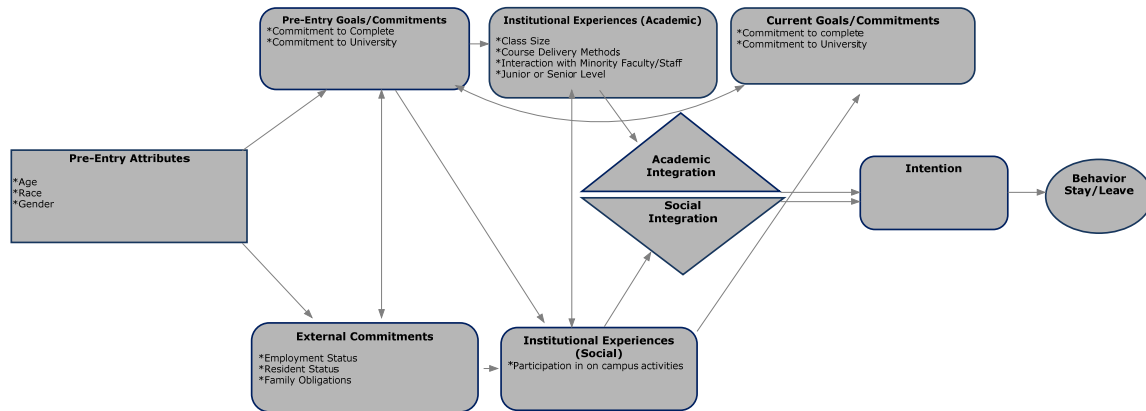 Pre-Entry Goals/Commitments
*Commitment to Complete
*Commitment to University
Institutional Experiences (Academic)
*Class Size
*Course Delivery Methods
*Interaction with Minority Faculty/Staff
*Junior or Senior Level
Current Goals/Commitments
*Commitment to complete
*Commitment to University
Pre-Entry Attributes
*Age
*Race
*Gender
Academic
Integration
Social
Integration
Intention
Behavior
Stay/Leave
External Commitments
*Employment Status
*Resident Status
*Family Obligations
Institutional Experiences
(Social)
*Participation in on campus activities